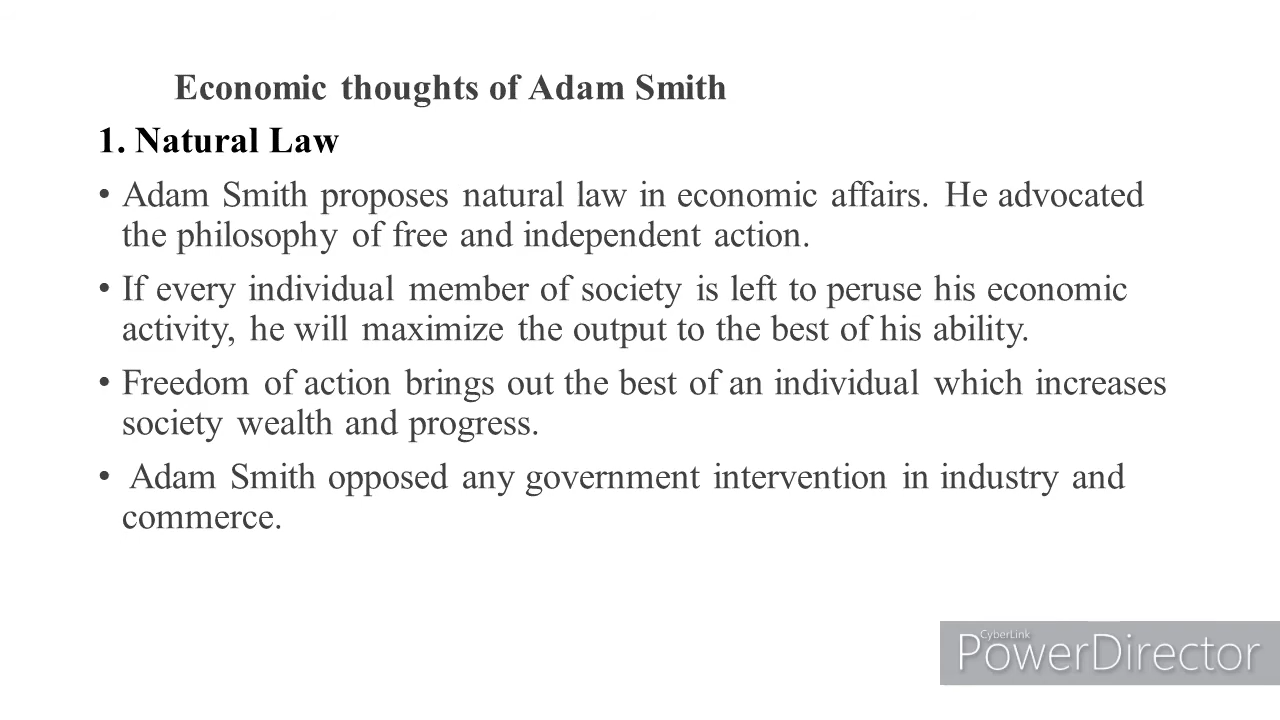 Economic thoughts of Adam Smith
1. Natural Law
• Adam Smith proposes natural law in economic affairs. He advocated
the philosophy of free and independent action.
• If every individual member of society is left to peruse his economic
activity, he will maximize the output to the best of his ability.
• Freedom of action brings out the best of an individual which increases
society wealth and progress.
• Adam Smith opposed any government intervention in industry and
commerce.
CyberLink
PowerDirector